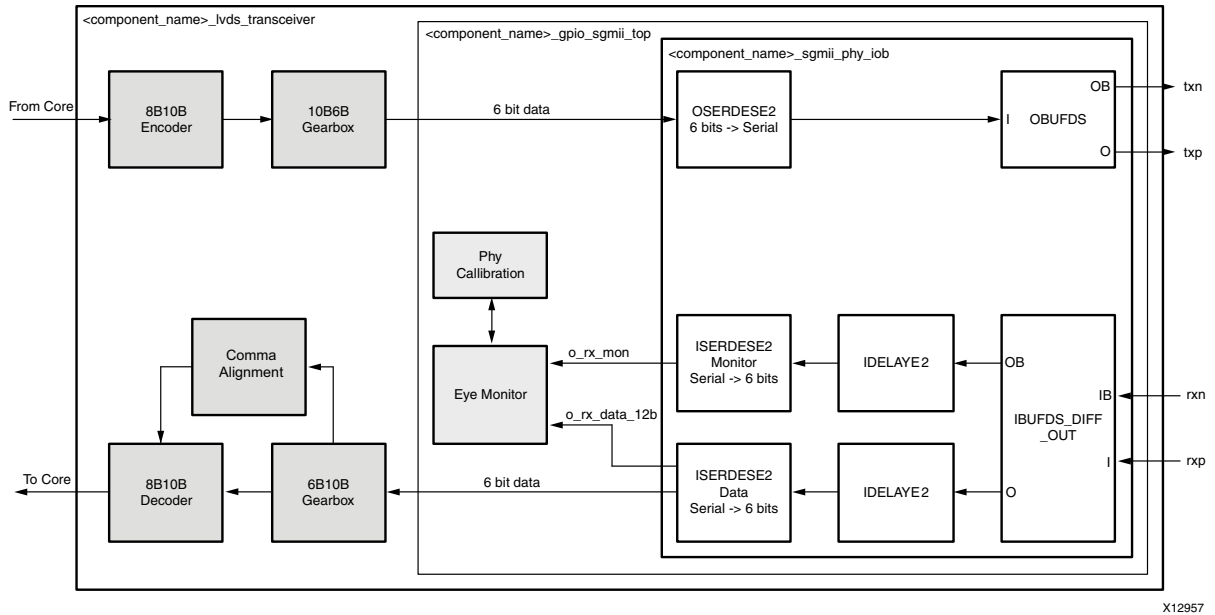 <component_name>_lvds_transceiver
<component_name>_gpio_sgmii_top
<component_name>_sgmii_phy_iob
From Core
8B10B
Encoder
10B6B
Gearbox
6 bit data
OSERDESE2
6 bits -> Serial
I
OBUFDS
OB
O
txn
txp
Phy
Callibration
Eye Monitor
o_rx_mon
o_rx_data_12b
ISERDESE2
Monitor
Serial -> 6 bits
IDELAYE2
OB
IB
IBUFDS_DIFF
_OUT
I
O
rxn
rxp
Comma
Alignment
To Core
8B10B
Decoder
6B10B
Gearbox
6 bit data
ISERDESE2
Data
Serial -> 6 bits
IDELAYE2
X12957